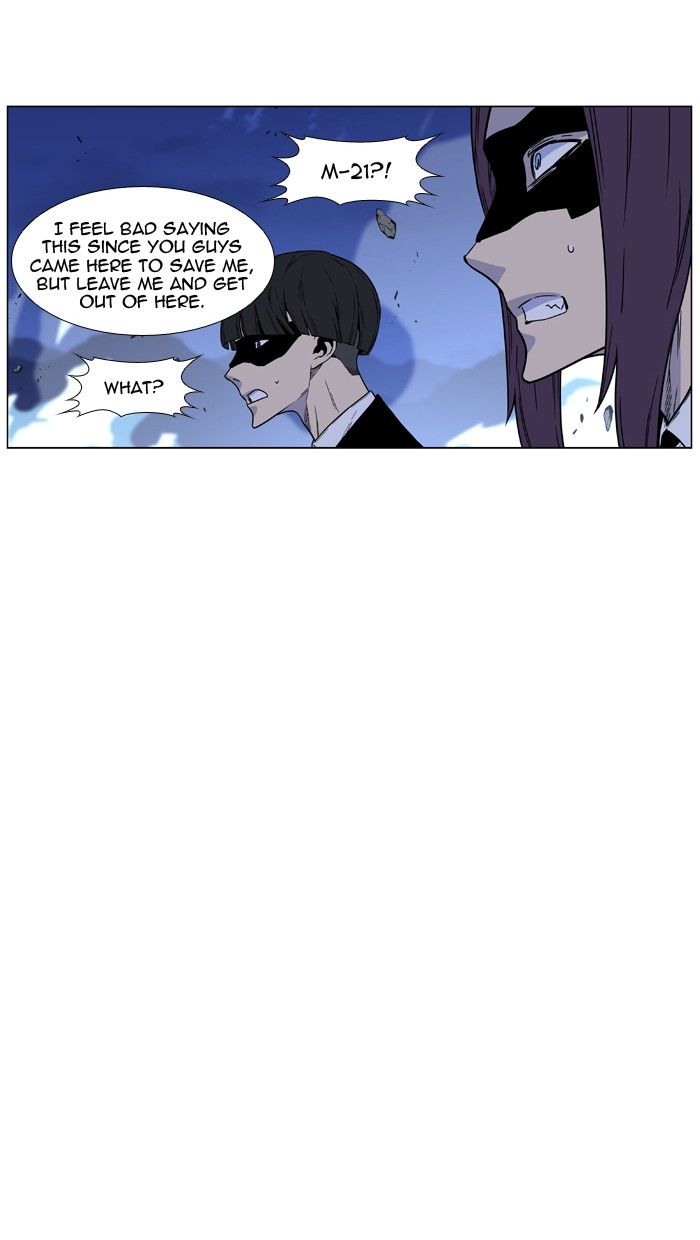 I FEEL BAD SAYING
THIS SINCE YOU GUYS
CAME HERE TO SAVE ME,
BUT LEAVE ME AND GET
OUT OF HERE.
M-21?!
WHAT?